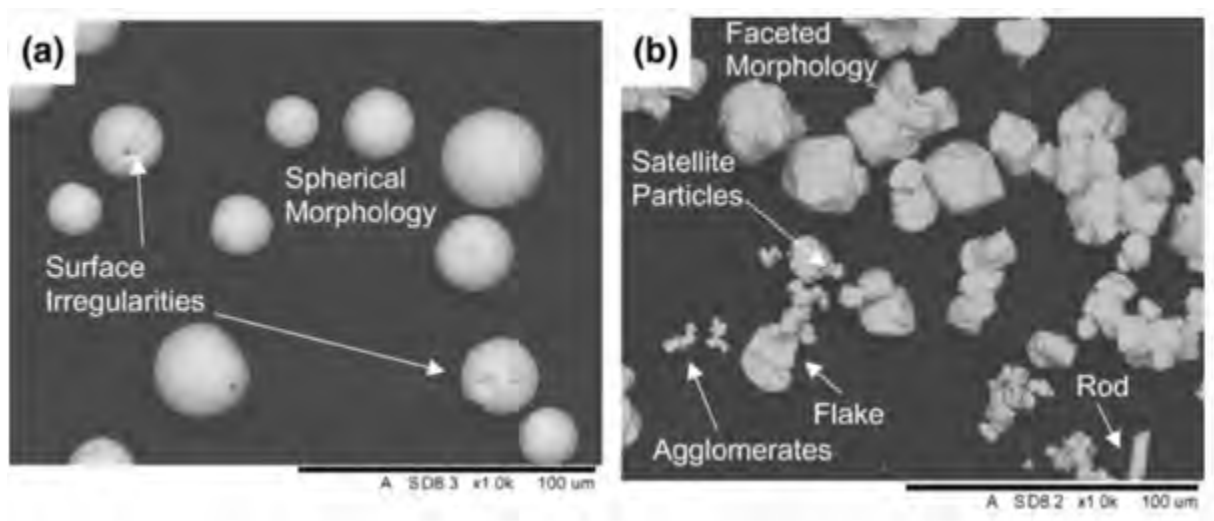 (a)
Spherical
Morphology
Surface
Irregularities
A SD8.3 x1.0k 100 um
(b)
Faceted
Morphology
Satellite
Particles
Rod
Flake
Agglomerates
A SD8.2 x1.0k 100 um